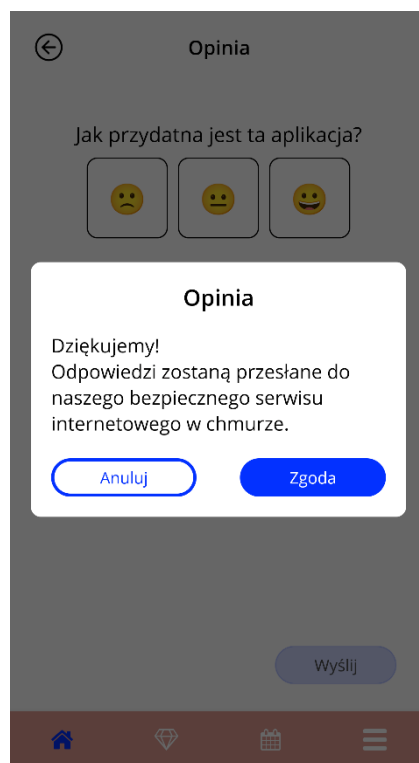 Opinia
Jak przydatna jest ta aplikacja?
Opinia
Dziękujemy!
Odpowiedzi zostaną przesłane do
naszego bezpiecznego serwisu
internetowego w chmurze.
Anuluj
Zgoda
Wyślij